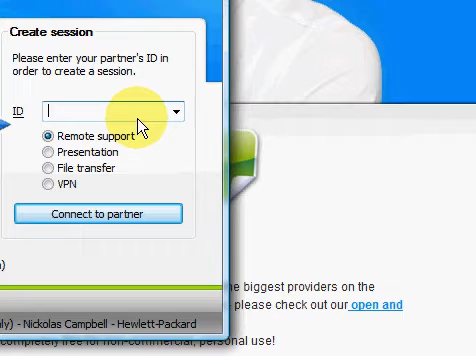 Create session
Please enter your partner's ID in
order to create a session.
ID
Remote support
Presentation
File transfer
VPN
Connect to partner
)
the biggest providers on the
please check out our open and
ly) - Nickolas Campbell - Hewlett-Packard
completely free for non-commercial, personal use!